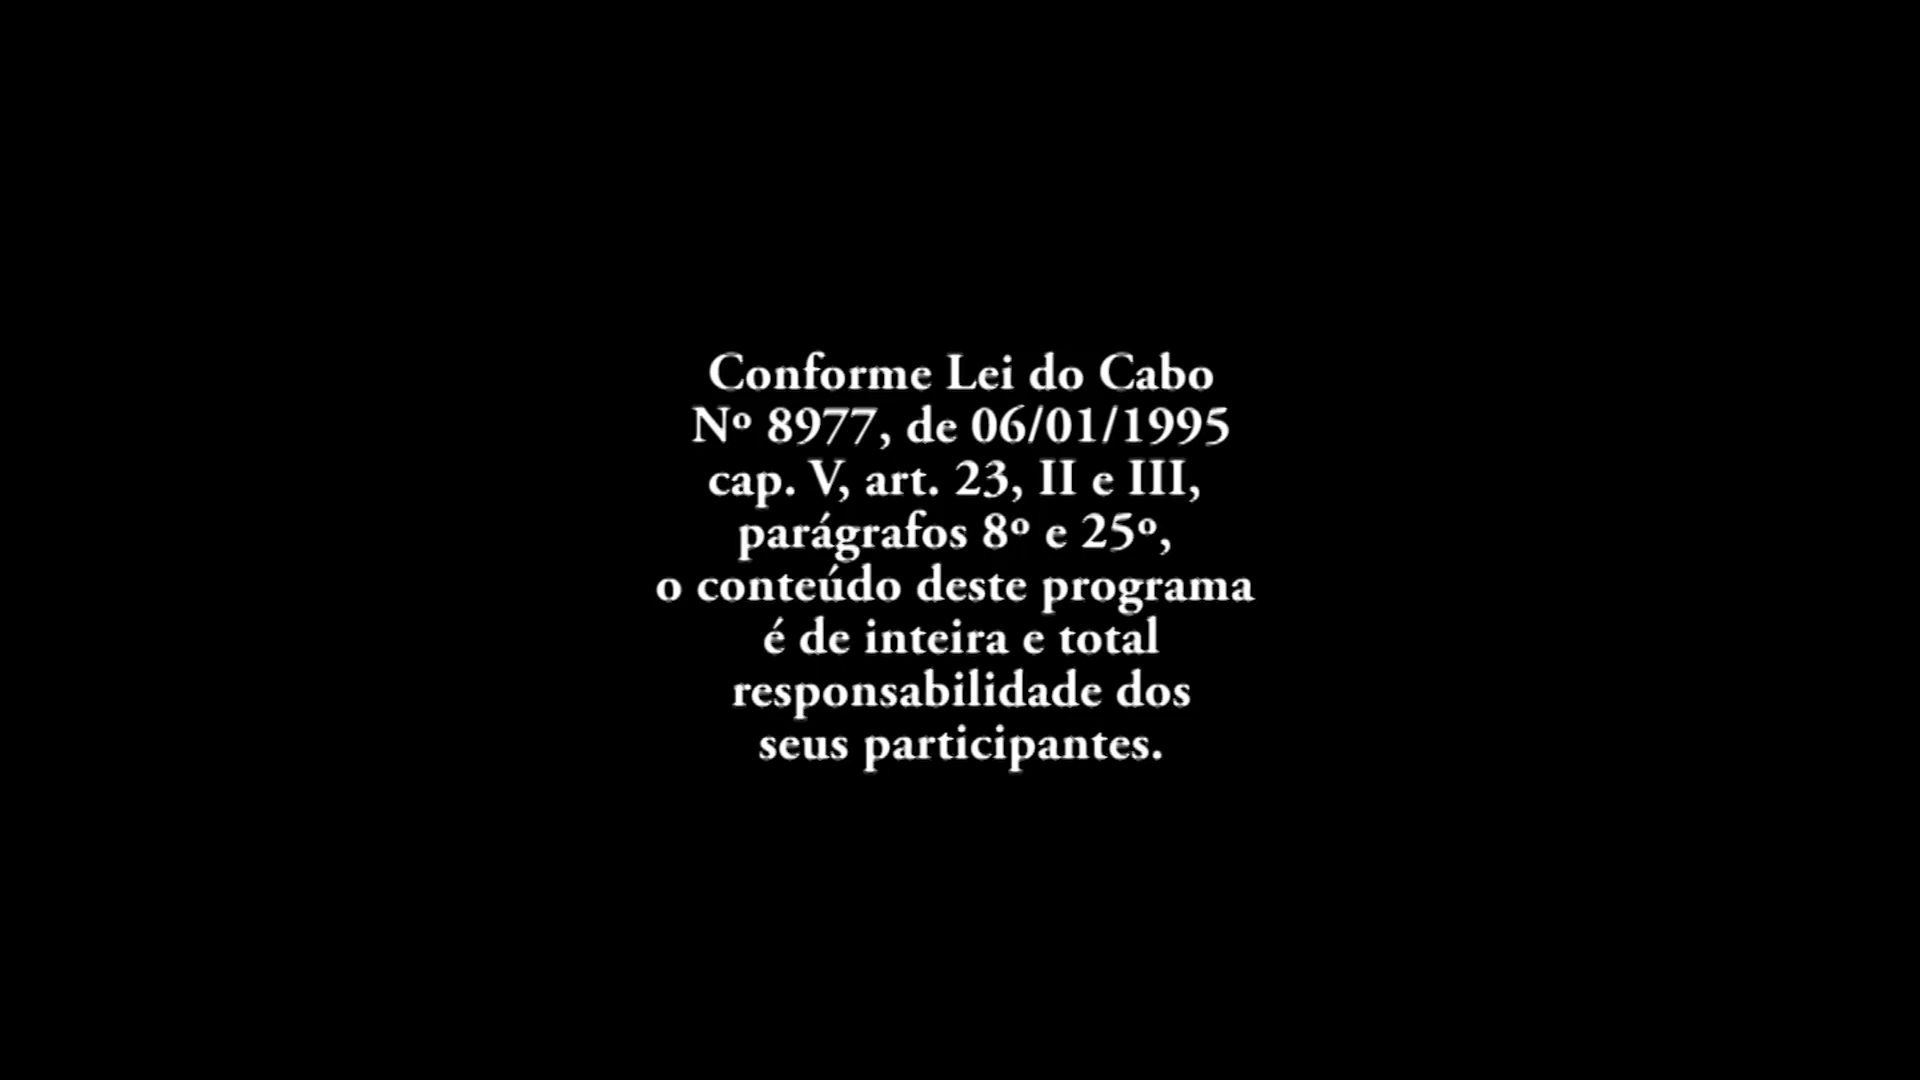 Conforme Lei do Cabo
Nº 8977, de 06/01/1995
cap. V, art. 23, II e III,
parágrafos 8º e 25º,
o conteúdo deste programa
é de inteira e total
responsabilidade dos
seus participantes.